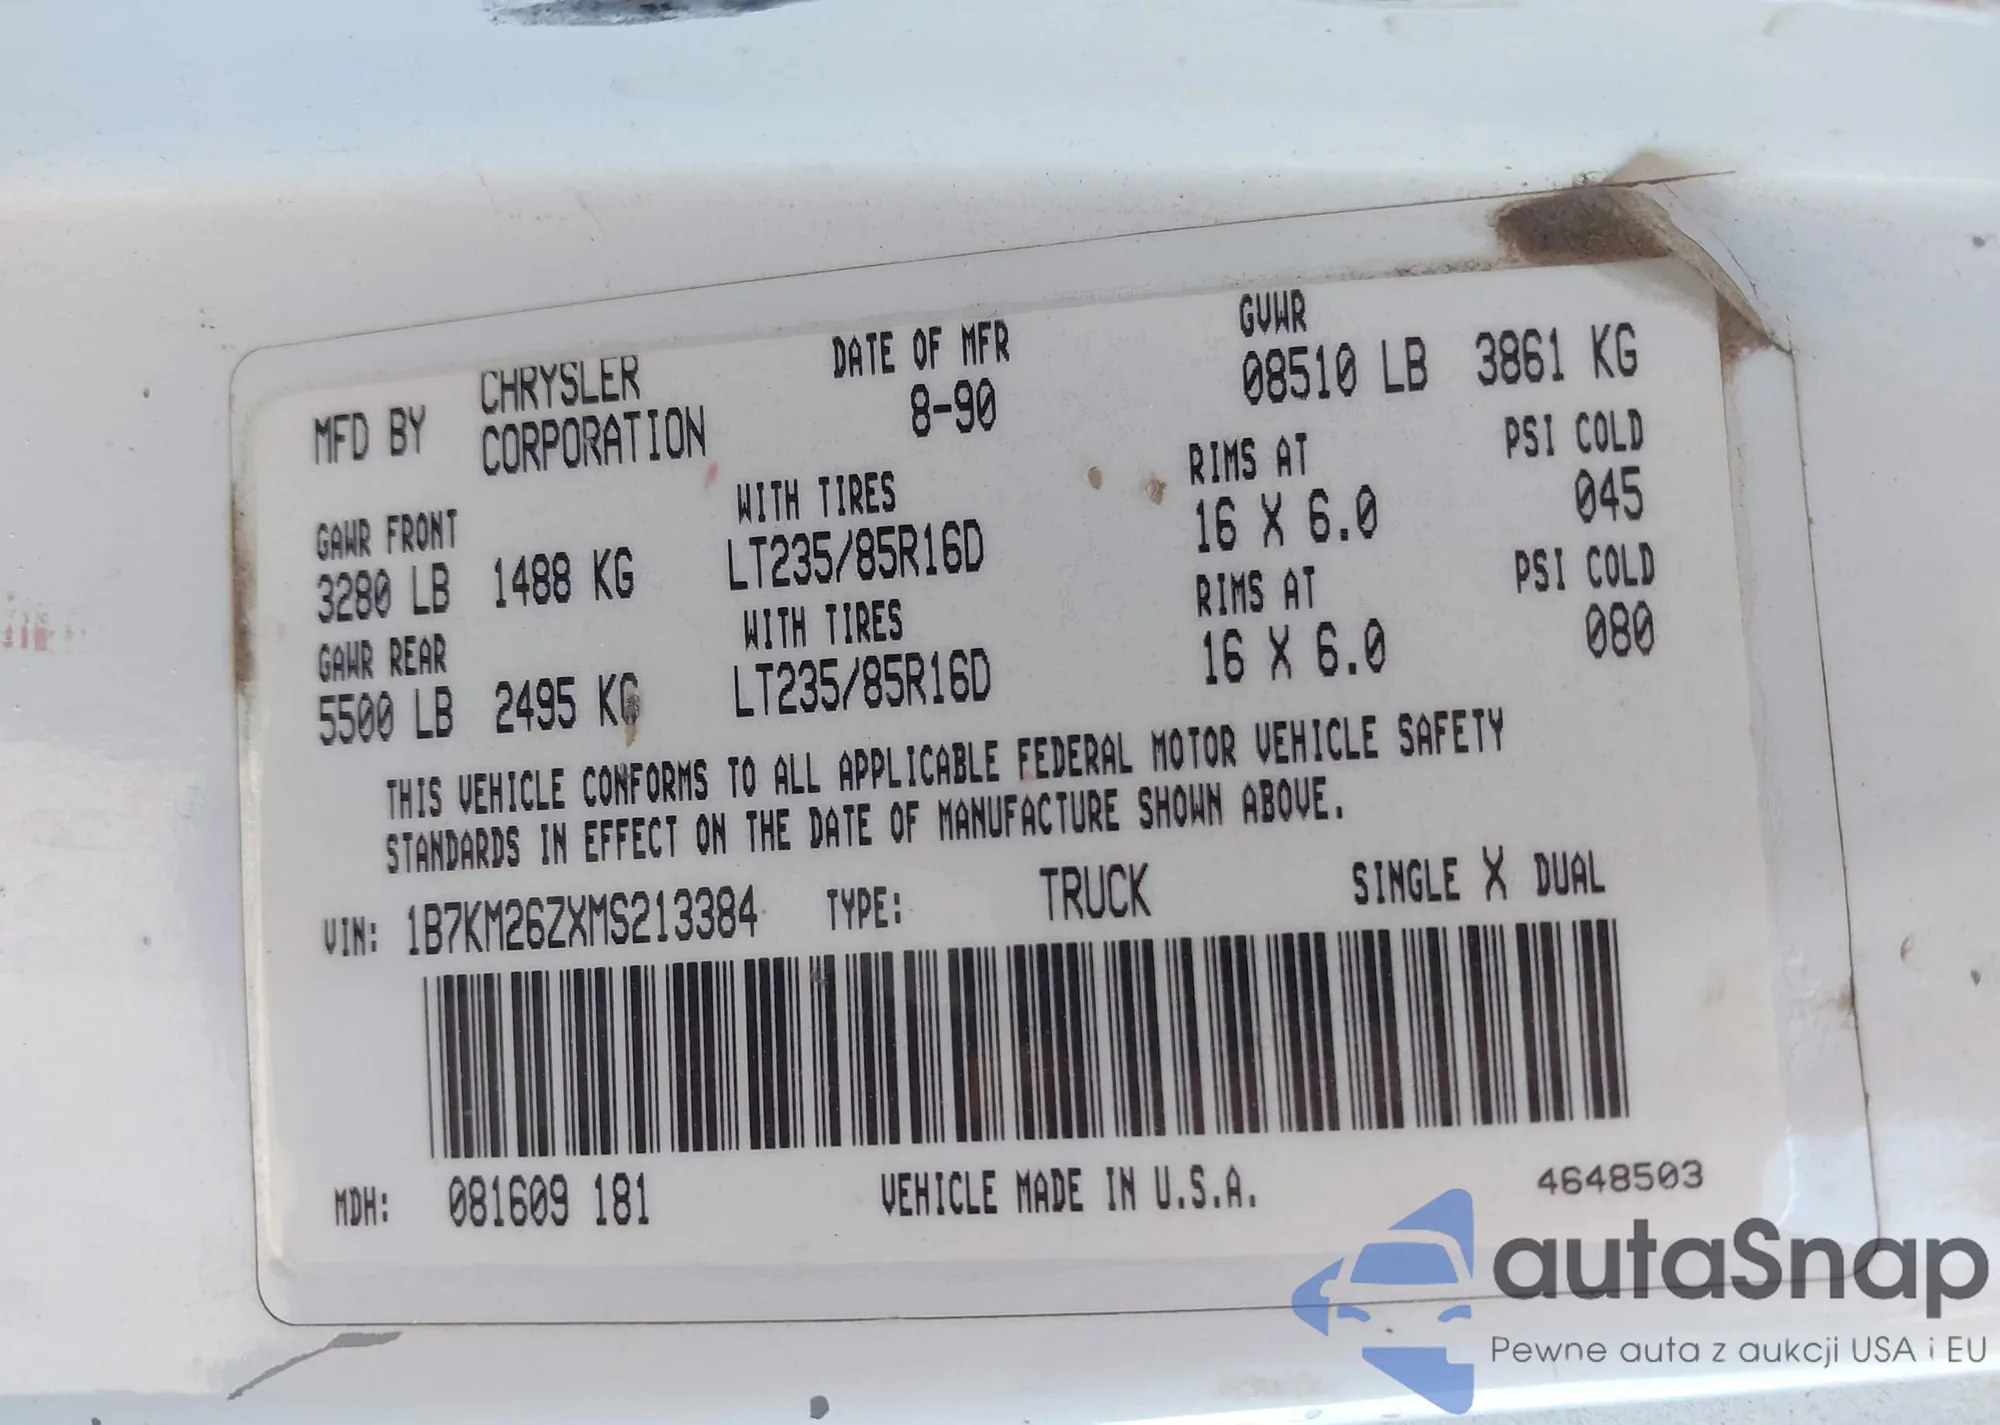 MFD BY CHRYSLER CORPORATION DATE OF MFR 8-90 GVWR 08510 LB 3861 KG
GAWR FRONT WITH TIRES RIMS AT PSI COLD
3280 LB 1488 KG LT235/85R16D 16 X 6.0 045
GAWR REAR WITH TIRES RIMS AT PSI COLD
5500 LB 2495 KG LT235/85R16D 16 X 6.0 080
THIS VEHICLE CONFORMS TO ALL APPLICABLE FEDERAL MOTOR VEHICLE SAFETY
STANDARDS IN EFFECT ON THE DATE OF MANUFACTURE SHOWN ABOVE.
VIN: 1B7KM26ZXMS213384 TYPE: TRUCK SINGLE X DUAL
MDH: 081609 181 VEHICLE MADE IN U.S.A. 4648503
autaSnap
Pewne auta z aukcji USA i EU